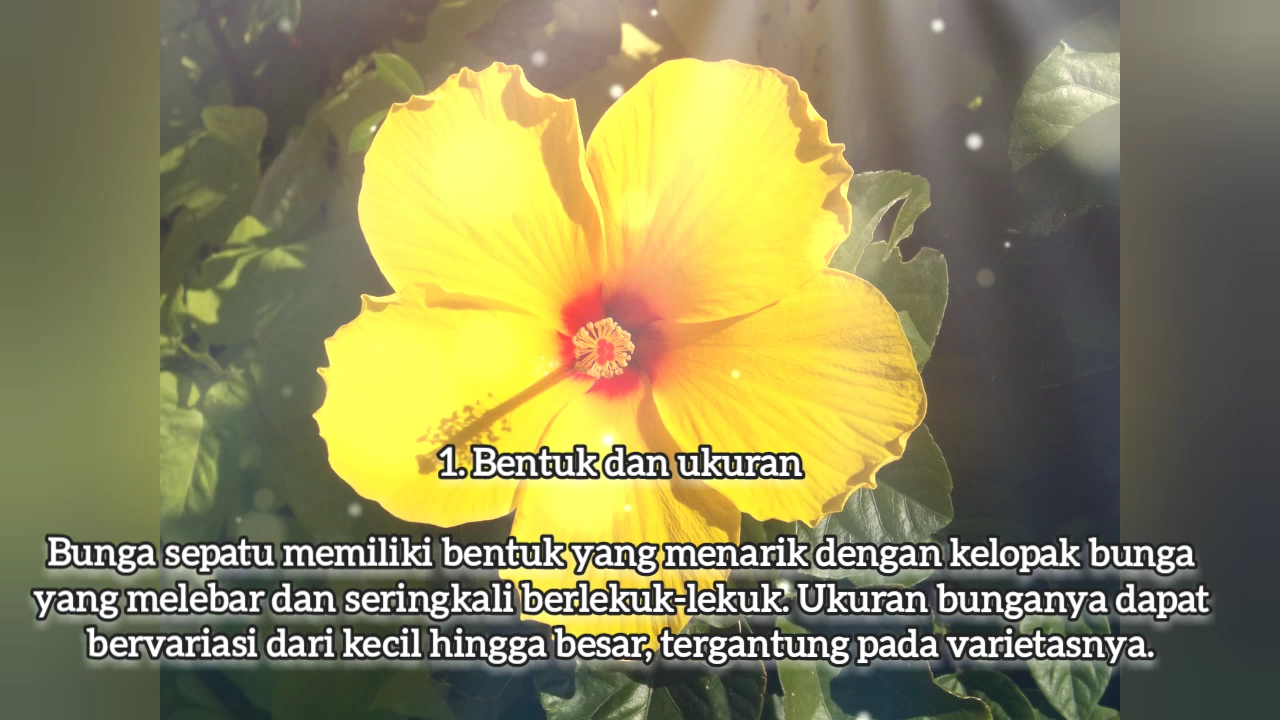 1. Bentuk dan ukuran
Bunga sepatu memiliki bentuk yang menarik dengan kelopak bunga
yang melebar dan seringkali berlekuk-lekuk. Ukuran bunganya dapat
bervariasi dari kecil hingga besar, tergantung pada varietasnya.